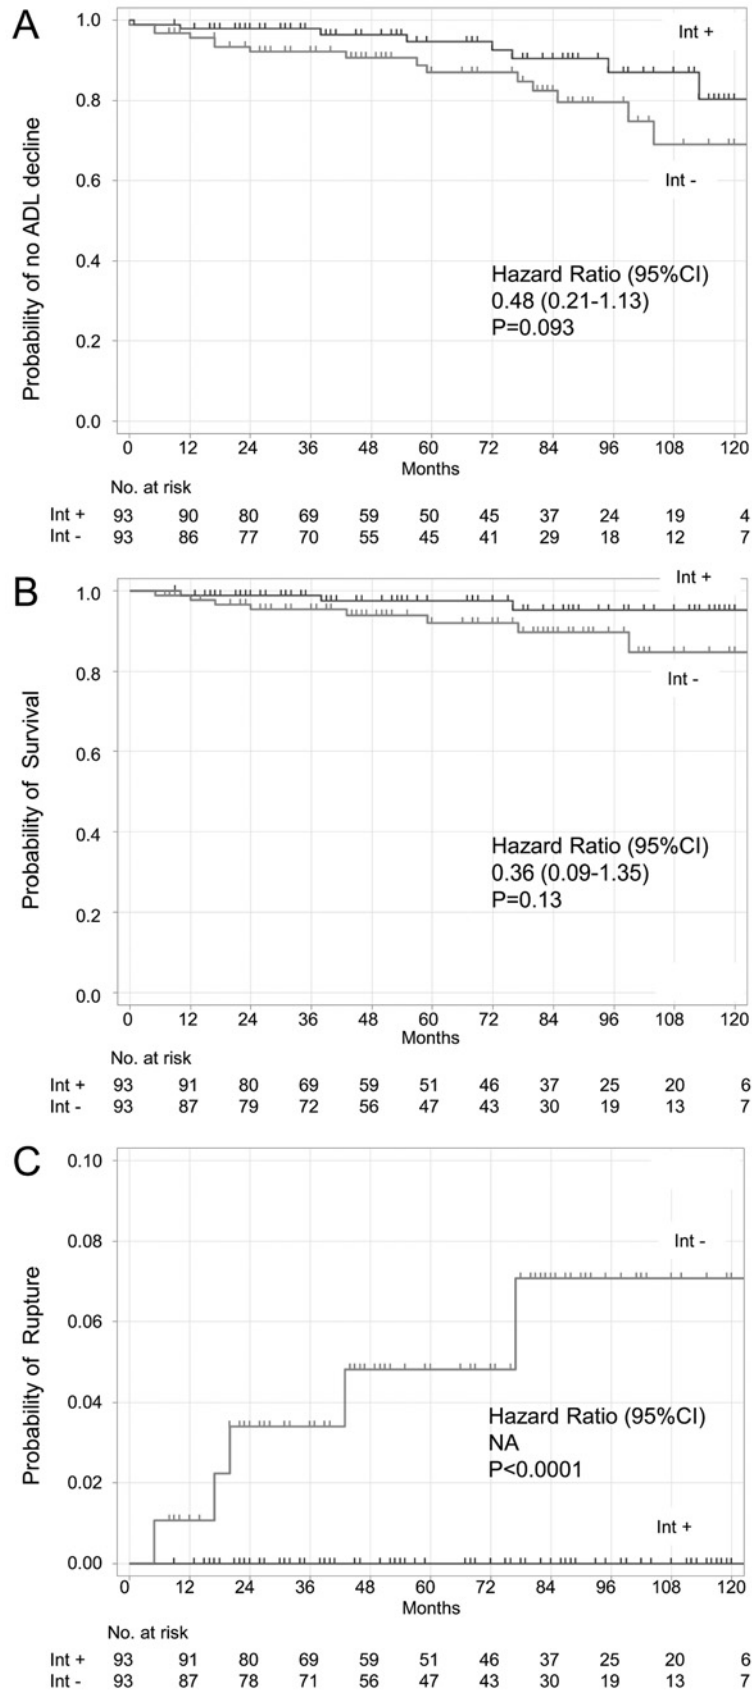 A
Probability of no ADL decline
1.0
0.8
0.6
0.4
0.2
0.0
Int +
Int -
Hazard Ratio (95%CI)
0.48 (0.21-1.13)
P=0.093
0 12 24 36 48 60 72 84 96 108 120
Months
No. at risk
Int + 93 90 80 69 59 50 45 37 24 19 4
Int - 93 86 77 70 55 45 41 29 18 12 7
B
Probability of Survival
1.0
0.8
0.6
0.4
0.2
0.0
Int +
Int -
Hazard Ratio (95%CI)
0.36 (0.09-1.35)
P=0.13
0 12 24 36 48 60 72 84 96 108 120
Months
No. at risk
Int + 93 91 80 69 59 51 46 37 25 20 6
Int - 93 87 79 72 56 47 43 30 19 13 7
C
Probability of Rupture
0.10
0.08
0.06
0.04
0.02
0.00
Int -
Hazard Ratio (95%CI)
NA
P<0.0001
Int +
0 12 24 36 48 60 72 84 96 108 120
Months
No. at risk
Int + 93 91 80 69 59 51 46 37 25 20 6
Int - 93 87 78 71 56 47 43 30 19 13 7